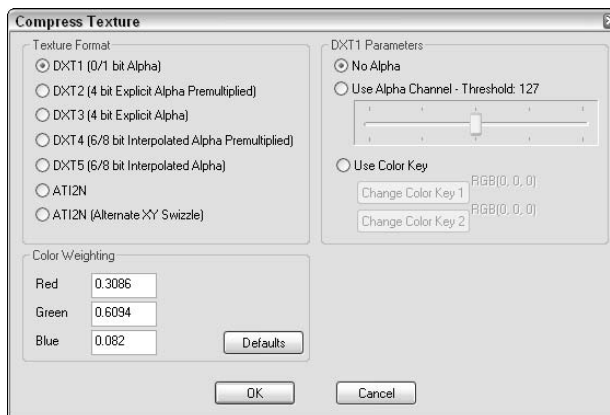 Compress Texture
Texture Format
DXT1 (0/1 bit Alpha)
DXT2 (4 bit Explicit Alpha Premultiplied)
DXT3 (4 bit Explicit Alpha)
DXT4 (6/8 bit Interpolated Alpha Premultiplied)
DXT5 (6/8 bit Interpolated Alpha)
ATI2N
ATI2N (Alternate XY Swizzle)
DXT1 Parameters
No Alpha
Use Alpha Channel - Threshold: 127
Use Color Key
Change Color Key 1 RGB(0, 0, 0)
Change Color Key 2 RGB(0, 0, 0)
Color Weighting
Red 0.3086
Green 0.6094
Blue 0.082
Defaults
OK Cancel